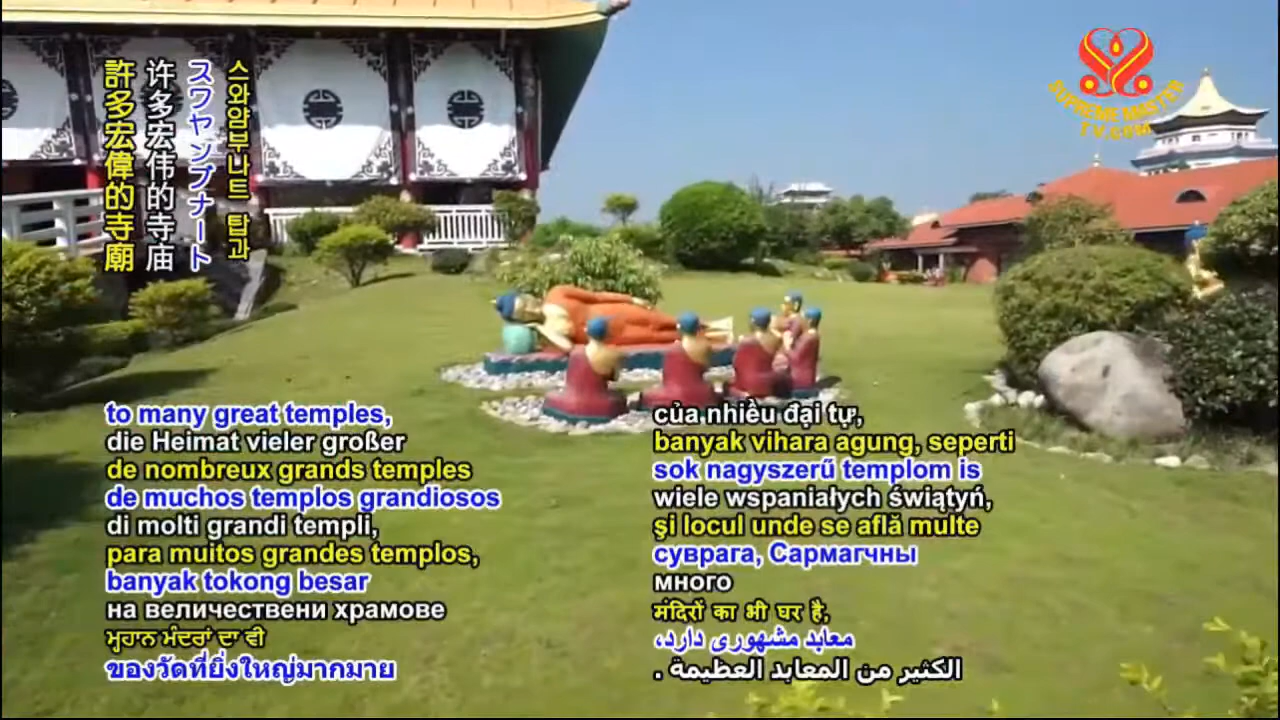 許多宏偉的寺廟
许多宏伟的寺庙
スワヤンブナート
스와얌부나트 탑과
SUPREME MASTER
TV.COM
to many great temples,
die Heimat vieler großer
de nombreux grands temples
de muchos templos grandiosos
di molti grandi templi,
para muitos grandes templos,
banyak tokong besar
на величествени храмове
ਮ੍ਹਾਨ ਮੰਦਰਾਂ ਦਾ ਵੀ
ของวัดที่ยิ่งใหญ่มากมาย
của nhiều đại tự,
banyak vihara agung, seperti
sok nagyszerű templom is
wiele wspaniałych świątyń,
şi locul unde se află multe
суврага, Сармагчны
много
मंदिरों का भी घर है,
معابد مشهوری دارد،
الكثير من المعابد العظيمة .